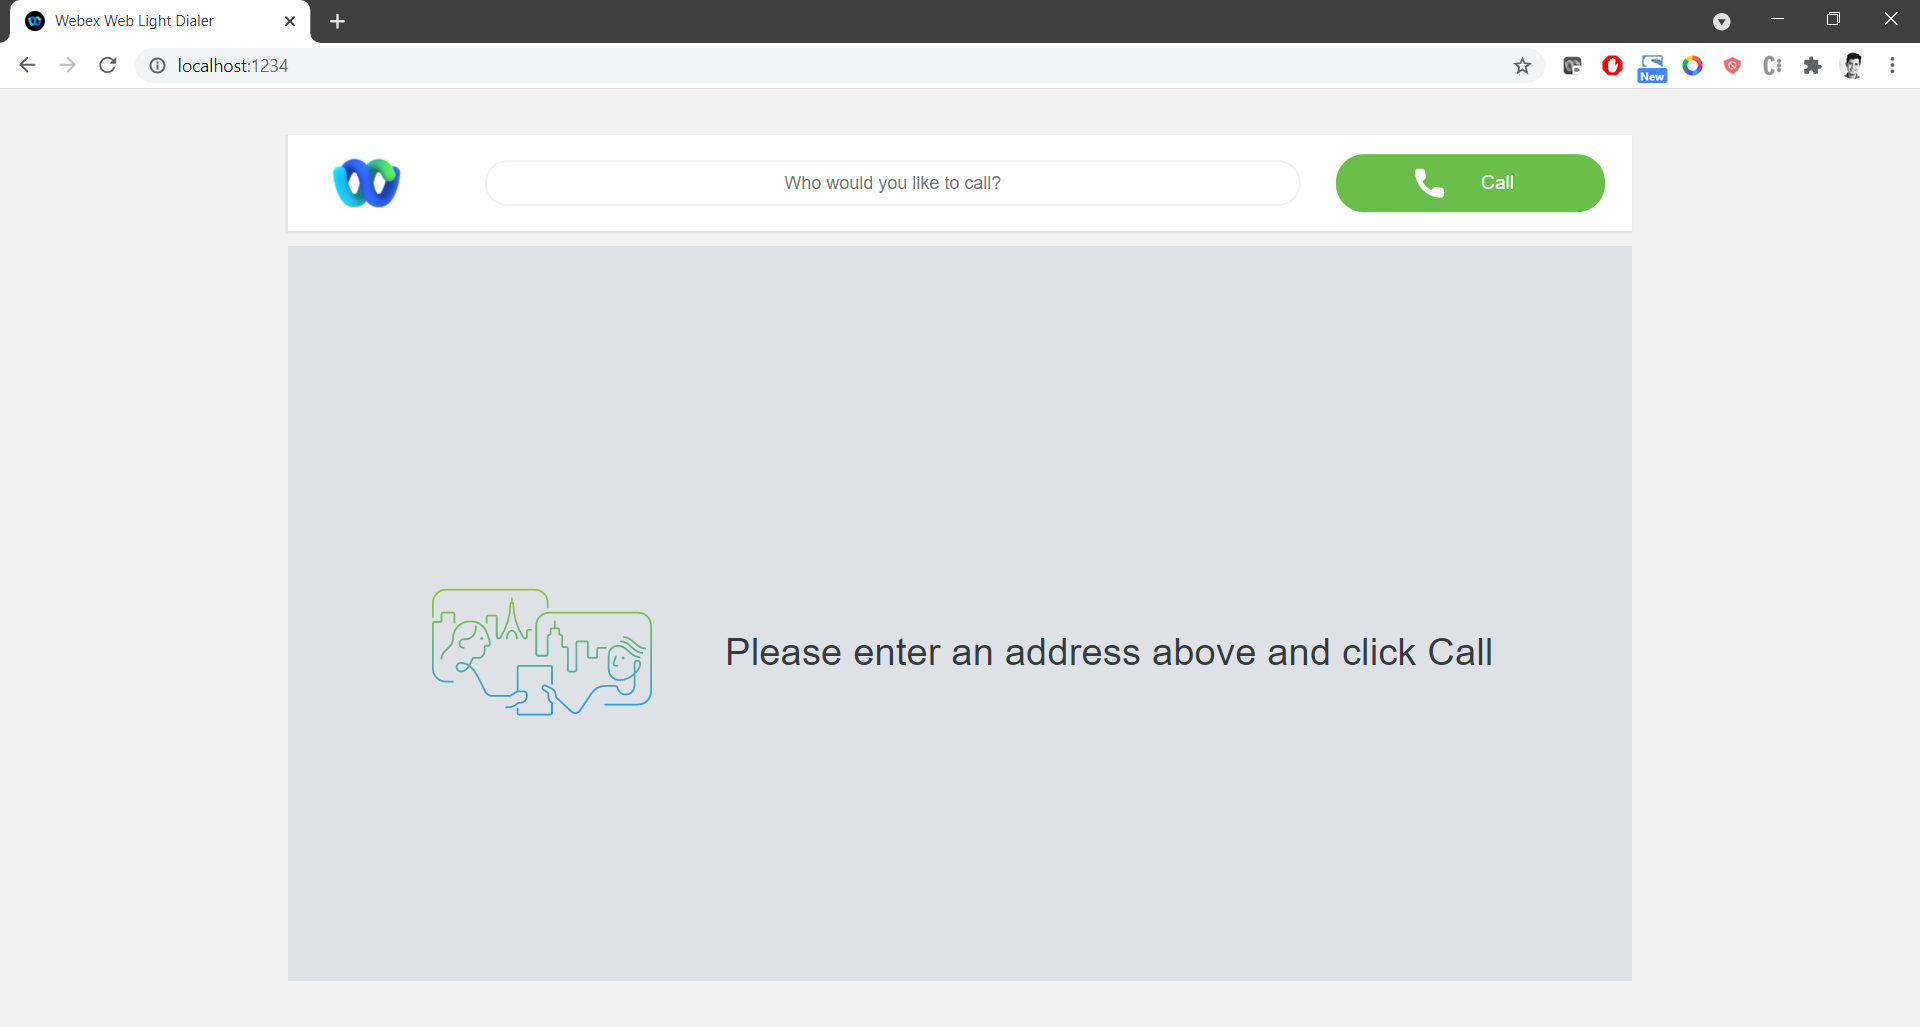 Webex Web Light Dialer
localhost:1234
New
Who would you like to call?
Call
Please enter an address above and click Call